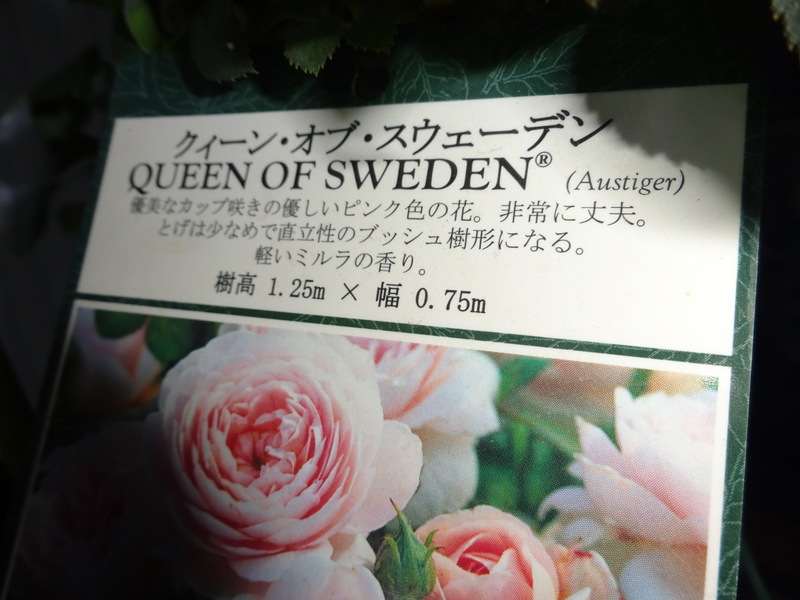 クィーン・オブ・スウェーデン
QUEEN OF SWEDEN® (Austiger)
優美なカップ咲きの優しいピンク色の花。非常に丈夫。
とげは少なめで直立性のブッシュ樹形になる。
軽いミルラの香り。
樹高 1.25m × 幅 0.75m